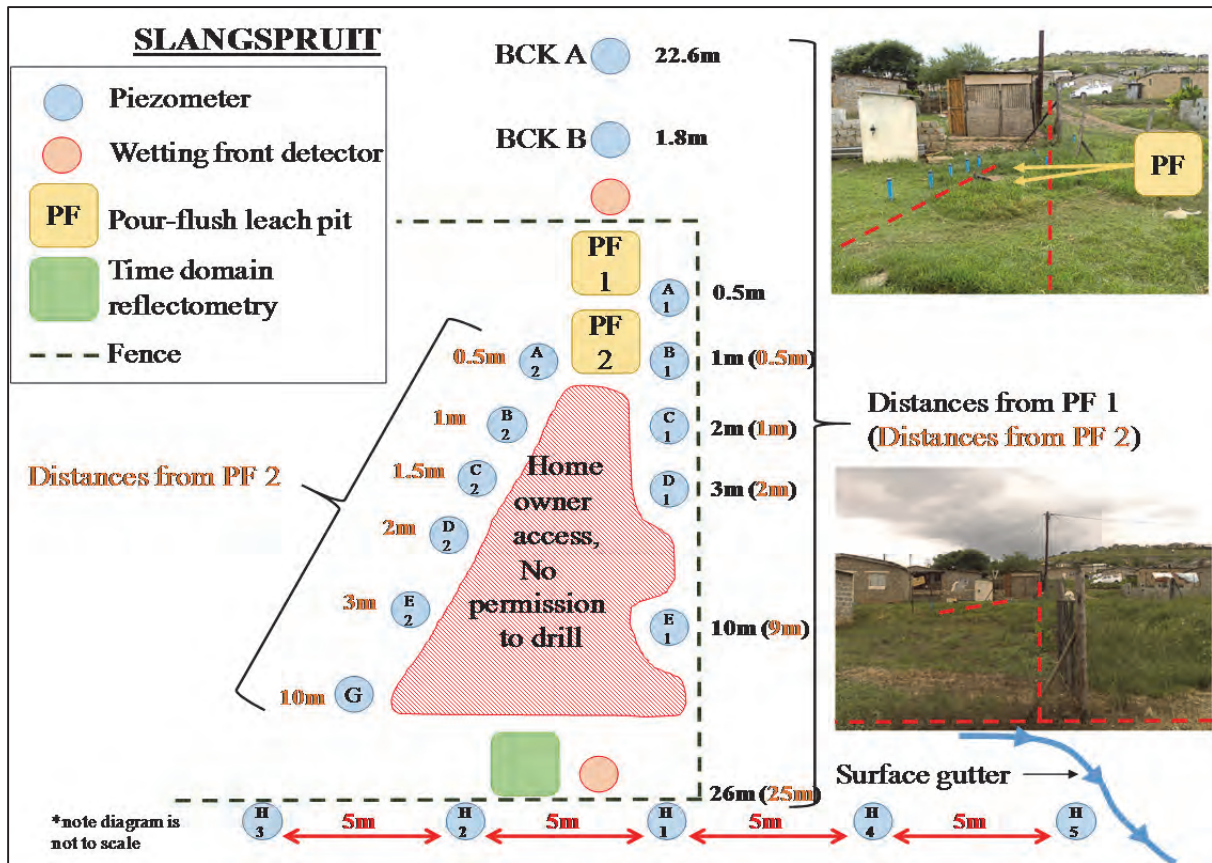 SLANGSPRUIT
Piezometer
Wetting front detector
PF
Pour-flush leach pit
Time domain
reflectometry
Fence
BCK A
22.6m
BCK B
1.8m
PF
1
A
1
0.5m
PF
2
0.5m
A
2
B
1
1m (0.5m)
1m
B
2
C
1
2m (1m)
1.5m
C
2
D
1
3m (2m)
2m
D
2
3m
E
2
E
1
10m (9m)
10m
G
Distances from PF 2
Home
owner
access,
No
permission
to drill
PF
Distances from PF 1
(Distances from PF 2)
Surface gutter
26m (25m)
*note diagram is
not to scale
H
3
5m
H
2
5m
H
1
5m
H
4
5m
H
5